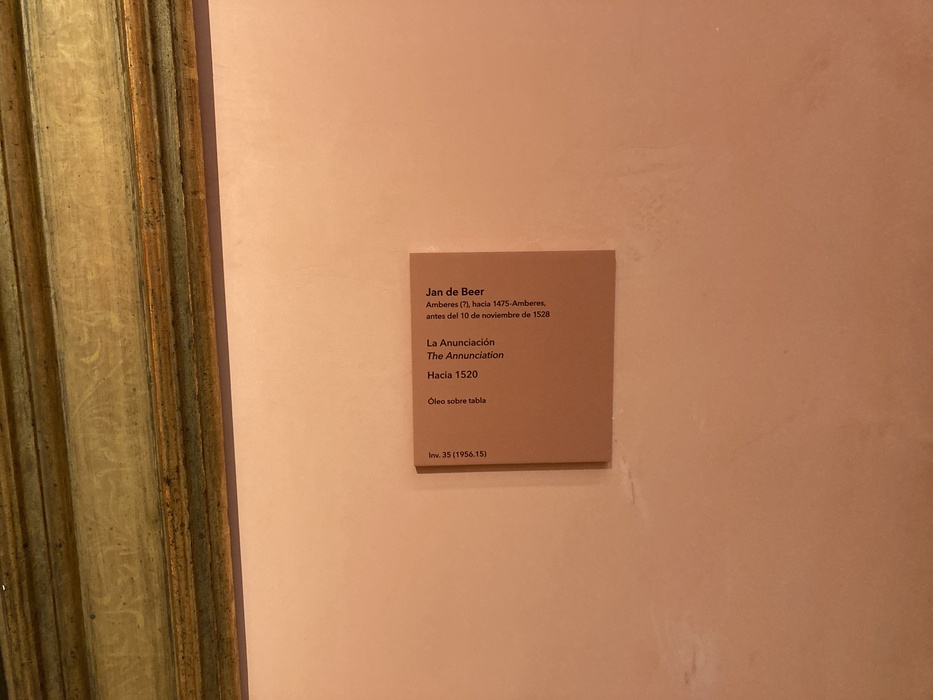 Jan de Beer
Amberes (?), hacia 1475-Amberes,
antes del 10 de noviembre de 1528
La Anunciación
The Annunciation
Hacia 1520
Óleo sobre tabla
Inv. 35 (1956.15)